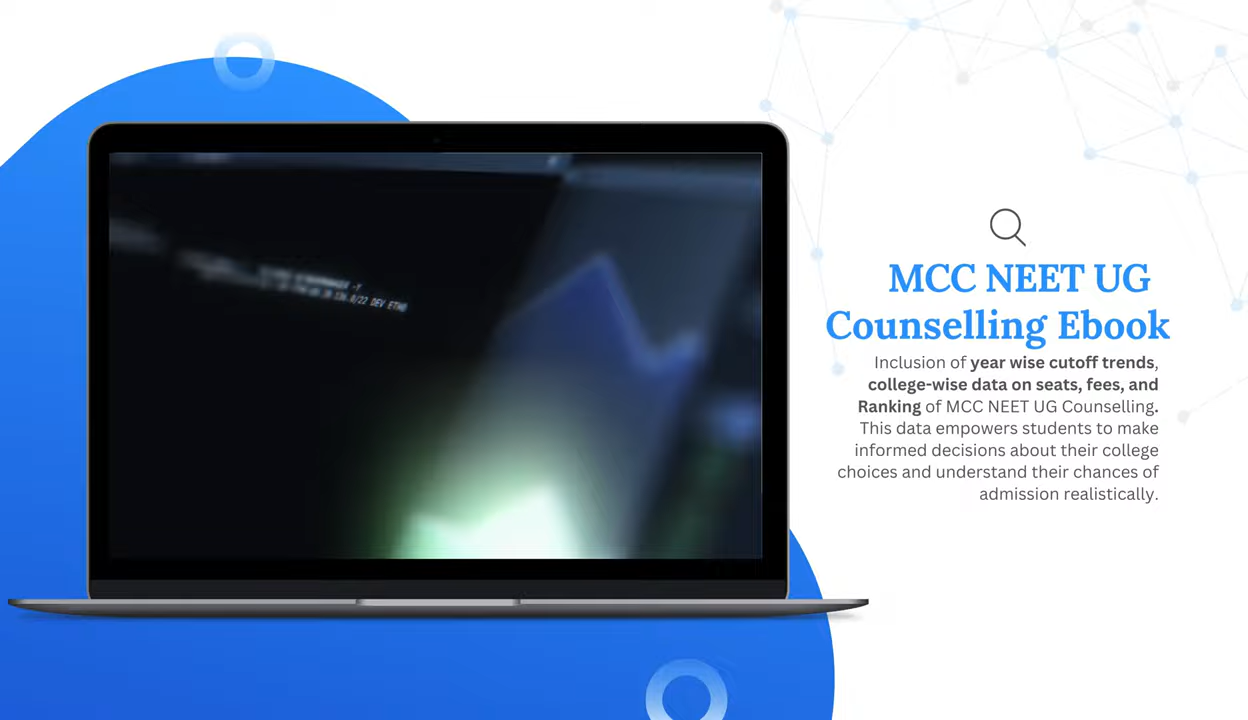 MCC NEET UG
Counselling Ebook
Inclusion of year wise cutoff trends,
college-wise data on seats, fees, and
Ranking of MCC NEET UG Counselling.
This data empowers students to make
informed decisions about their college
choices and understand their chances of
admission realistically.
DEV ETH0